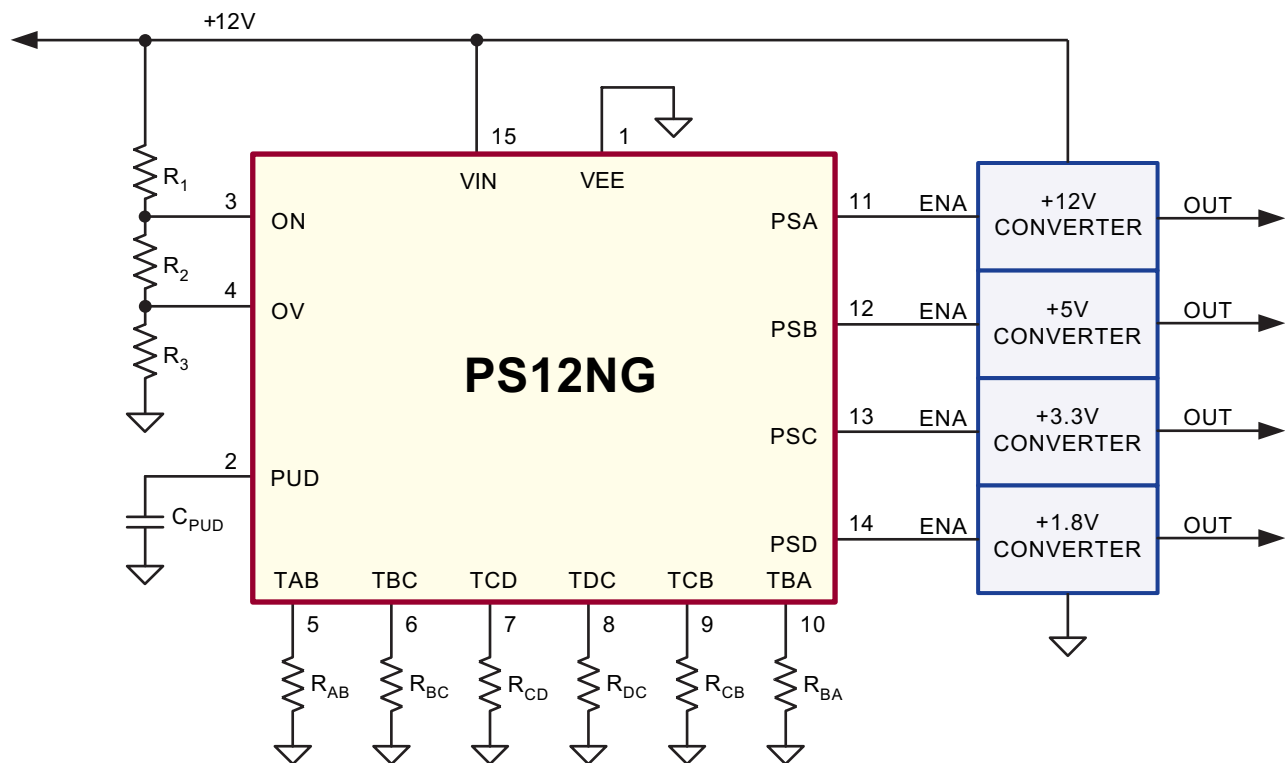 +12V
15
1
VIN
VEE
R1
3
ON
R2
4
OV
R3
2
PUD
CPUD
PS12NG
PSA
11
ENA
+12V
CONVERTER
OUT
PSB
12
ENA
+5V
CONVERTER
OUT
PSC
13
ENA
+3.3V
CONVERTER
OUT
PSD
14
ENA
+1.8V
CONVERTER
OUT
TAB
TBC
TCD
TDC
TCB
TBA
5
6
7
8
9
10
RAB
RBC
RCD
RDC
RCB
RBA